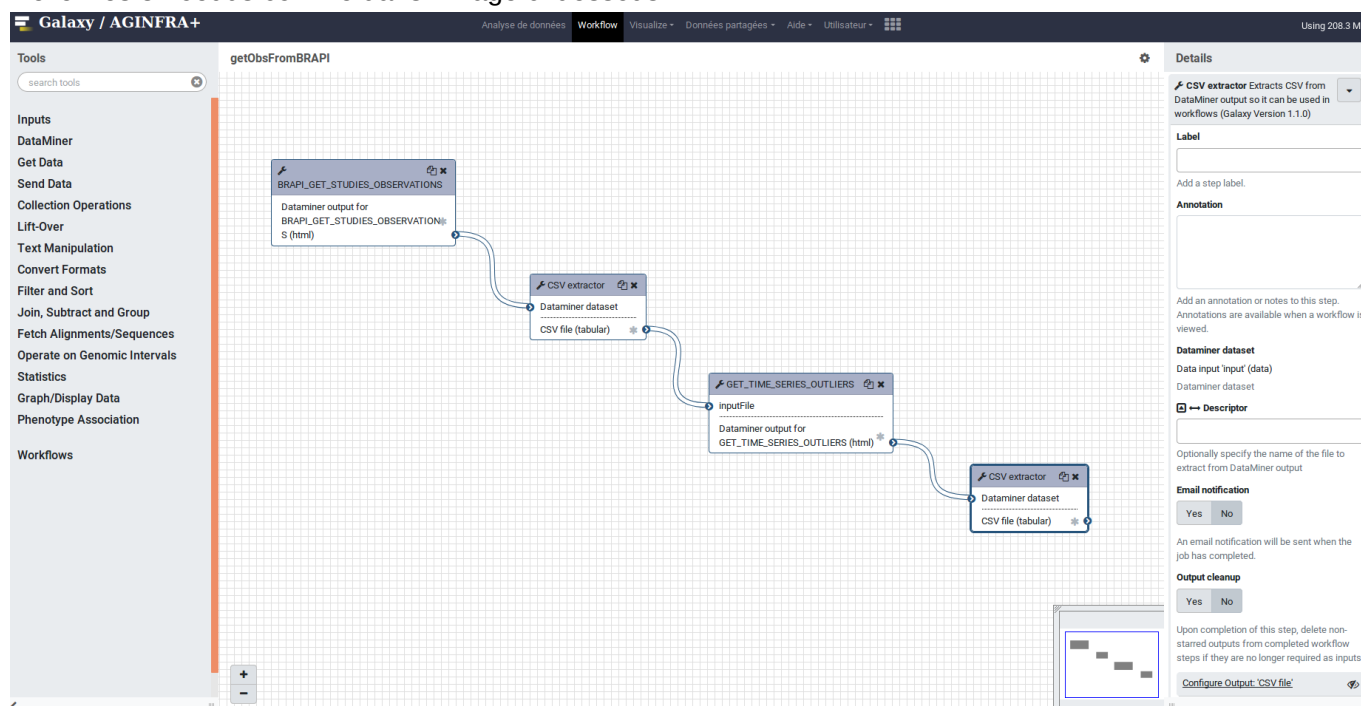 Galaxy / AGINFRA+
Analyse de données Workflow Visualize Données partagées Aide Utilisateur
Using 208.3 M
Tools
search tools
Inputs
DataMiner
Get Data
Send Data
Collection Operations
Lift-Over
Text Manipulation
Convert Formats
Filter and Sort
Join, Subtract and Group
Fetch Alignments/Sequences
Operate on Genomic Intervals
Statistics
Graph/Display Data
Phenotype Association
Workflows
getObsFromBRAPI
BRAPI_GET_STUDIES_OBSERVATIONS
Dataminer output for
BRAPI_GET_STUDIES_OBSERVATION
S (html)
CSV extractor
Dataminer dataset
CSV file (tabular)
GET_TIME_SERIES_OUTLIERS
inputFile
Dataminer output for
GET_TIME_SERIES_OUTLIERS (html)
CSV extractor
Dataminer dataset
CSV file (tabular)
+
−
Details
CSV extractor Extracts CSV from
DataMiner output so it can be used in
workflows (Galaxy Version 1.1.0)
Label
Add a step label.
Annotation
Add an annotation or notes to this step.
Annotations are available when a workflow is
viewed.
Dataminer dataset
Data input 'input' (data)
Dataminer dataset
Descriptor
Optionally specify the name of the file to
extract from DataMiner output
Email notification
Yes No
An email notification will be sent when the
job has completed.
Output cleanup
Yes No
Upon completion of this step, delete non-
starred outputs from completed workflow
steps if they are no longer required as inputs
Configure Output: 'CSV file'